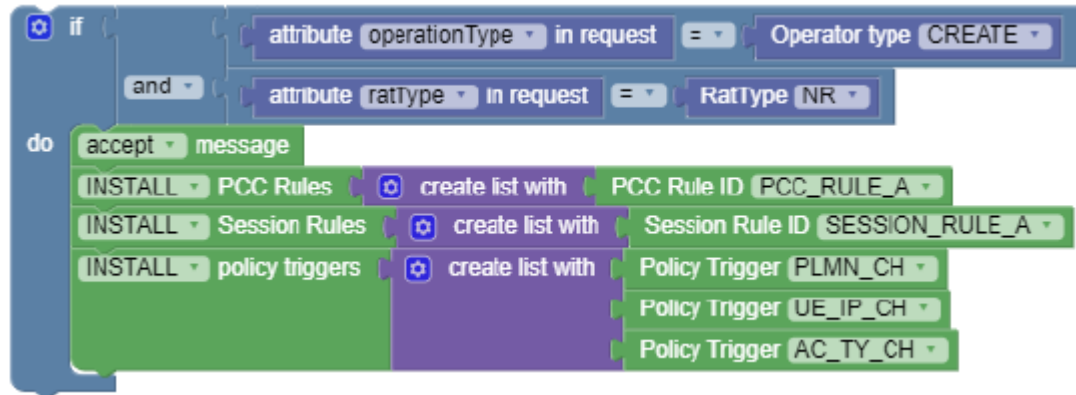 if attribute operationType in request = Operator type CREATE
and attribute ratType in request = RatType NR
do accept message
INSTALL PCC Rules create list with PCC Rule ID PCC_RULE_A
INSTALL Session Rules create list with Session Rule ID SESSION_RULE_A
INSTALL policy triggers create list with Policy Trigger PLMN_CH
Policy Trigger UE_IP_CH
Policy Trigger AC_TY_CH